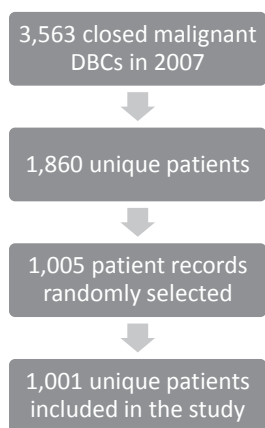 3,563 closed malignant
DBCs in 2007
1,860 unique patients
1,005 patient records
randomly selected
1,001 unique patients
included in the study